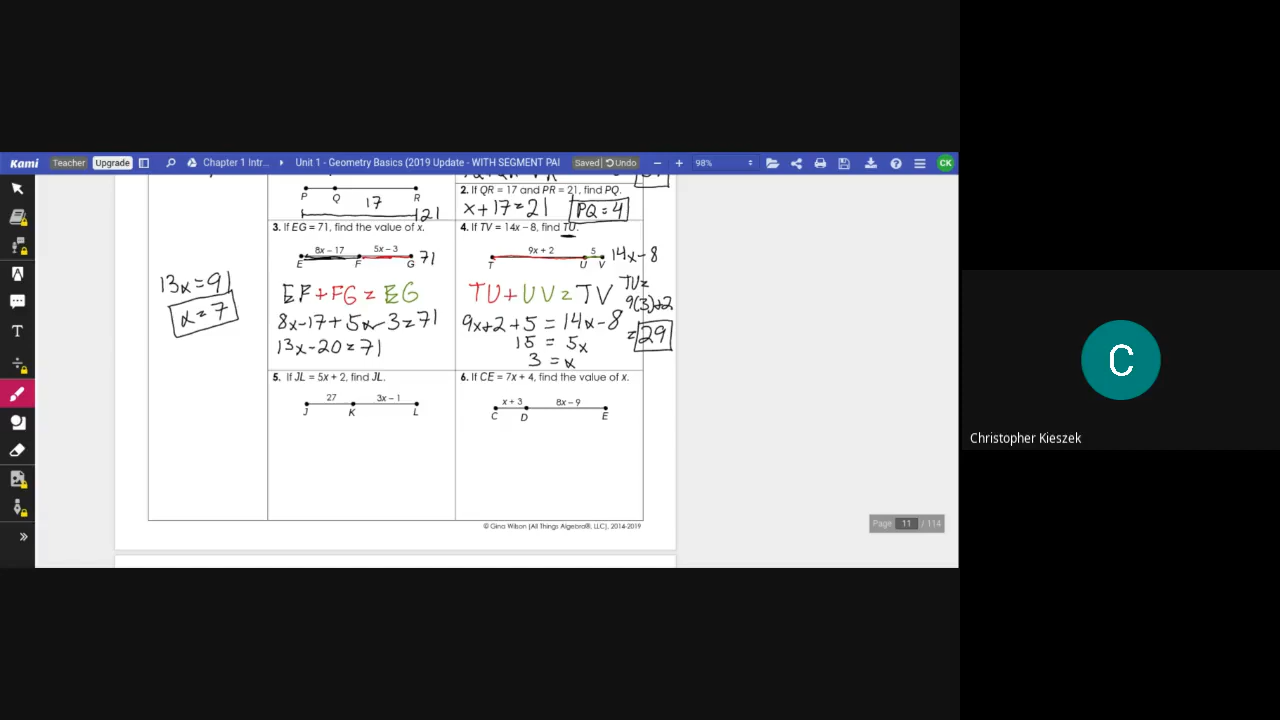 Kami
Teacher
Upgrade
Chapter 1 Intr...
Unit 1 - Geometry Basics (2019 Update - WITH SEGMENT PAI
Saved
Undo
98%
CK
P Q R
17
21
2. If QR = 17 and PR = 21, find PQ.
x + 17 = 21
PQ = 4
3. If EG = 71, find the value of x.
8x – 17 5x – 3
E F G
71
EF + FG = EG
8x-17 + 5x-3 = 71
13x-20 = 71
13x = 91
x = 7
4. If TV = 14x – 8, find TU.
9x + 2 5
T U V
14x-8
TU + UV = TV
9x+2 + 5 = 14x-8
15 = 5x
3 = x
TU=
9(3)+2
= 29
5. If JL = 5x + 2, find JL.
27 3x – 1
J K L
6. If CE = 7x + 4, find the value of x.
x + 3 8x – 9
C D E
© Gina Wilson (All Things Algebra®, LLC), 2014-2019
Page 11 / 114
C
Christopher Kieszek